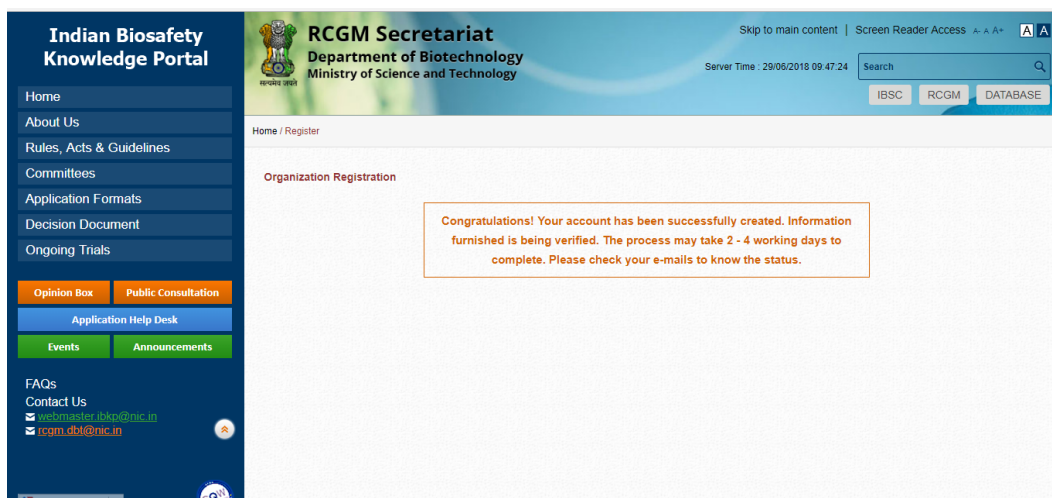 Indian Biosafety
Knowledge Portal
Home
About Us
Rules, Acts & Guidelines
Committees
Application Formats
Decision Document
Ongoing Trials
Opinion Box
Public Consultation
Application Help Desk
Events
Announcements
FAQs
Contact Us
webmaster.ibkp@nic.in
rcgm.dbt@nic.in
सत्यमेव जयते
RCGM Secretariat
Department of Biotechnology
Ministry of Science and Technology
Skip to main content | Screen Reader Access A- A A+ A A
Server Time : 29/06/2018 09:47:24
Search
IBSC
RCGM
DATABASE
Home / Register
Organization Registration
Congratulations! Your account has been successfully created. Information
furnished is being verified. The process may take 2 - 4 working days to
complete. Please check your e-mails to know the status.